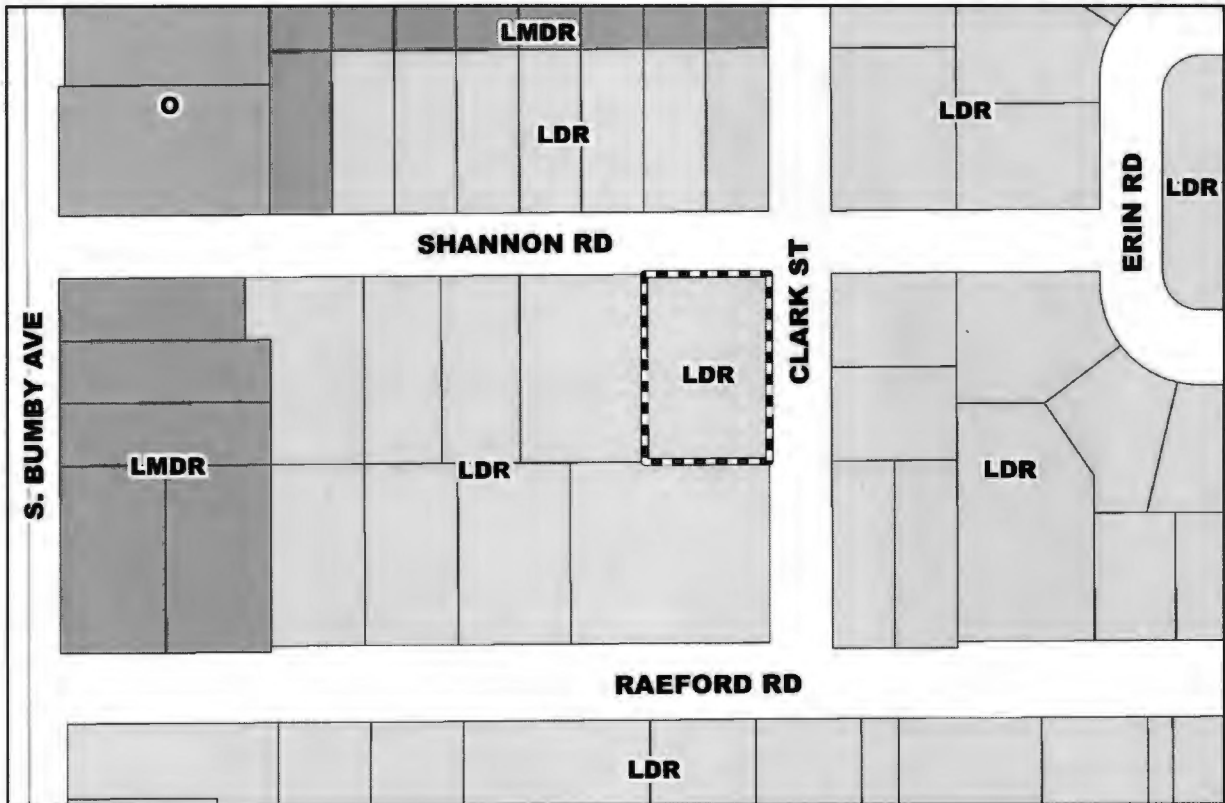 LMDR
O
LDR
LDR
LDR
SHANNON RD
ERIN RD
CLARK ST
S. BUMBY AVE
LDR
LMDR
LDR
LDR
RAEFORD RD
LDR